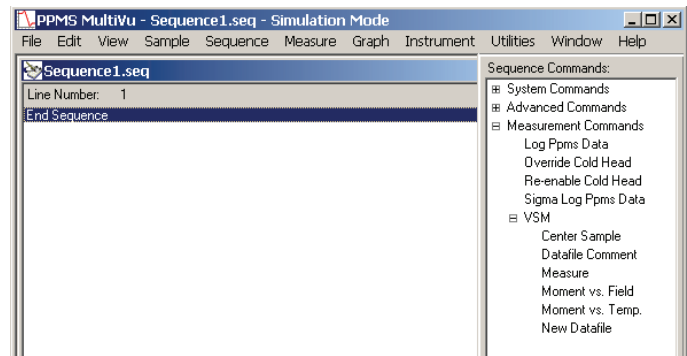 PPMS MultiVu - Sequence1.seq - Simulation Mode
File Edit View Sample Sequence Measure Graph Instrument Utilities Window Help
Sequence1.seq
Line Number: 1
End Sequence
Sequence Commands:
System Commands
Advanced Commands
Measurement Commands
Log Ppms Data
Override Cold Head
Re-enable Cold Head
Sigma Log Ppms Data
VSM
Center Sample
Datafile Comment
Measure
Moment vs. Field
Moment vs. Temp.
New Datafile